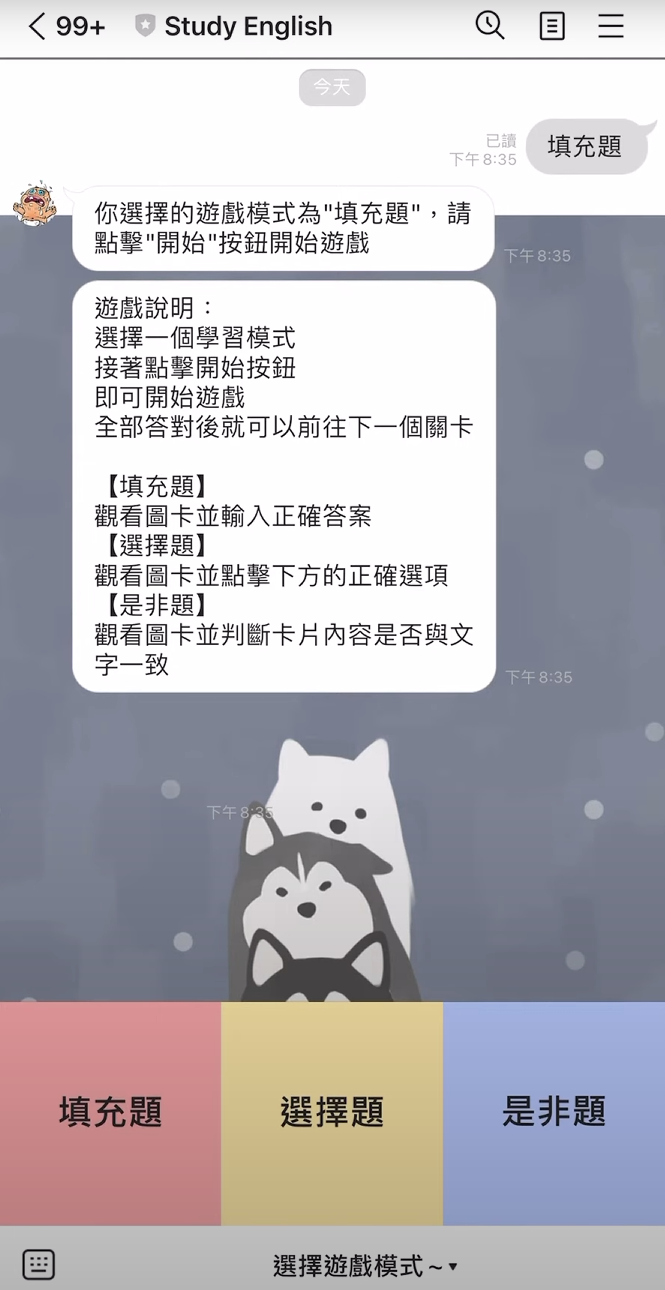 99+ Study English
今天
已讀
下午 8:35
填充題
你選擇的遊戲模式為"填充題",請
點擊"開始"按鈕開始遊戲
下午 8:35
遊戲說明：
選擇一個學習模式
接著點擊開始按鈕
即可開始遊戲
全部答對後就可以前往下一個關卡
【填充題】
觀看圖卡並輸入正確答案
【選擇題】
觀看圖卡並點擊下方的正確選項
【是非題】
觀看圖卡並判斷卡片內容是否與文
字一致
下午 8:35
下午 8:35
填充題 選擇題 是非題
選擇遊戲模式～▾